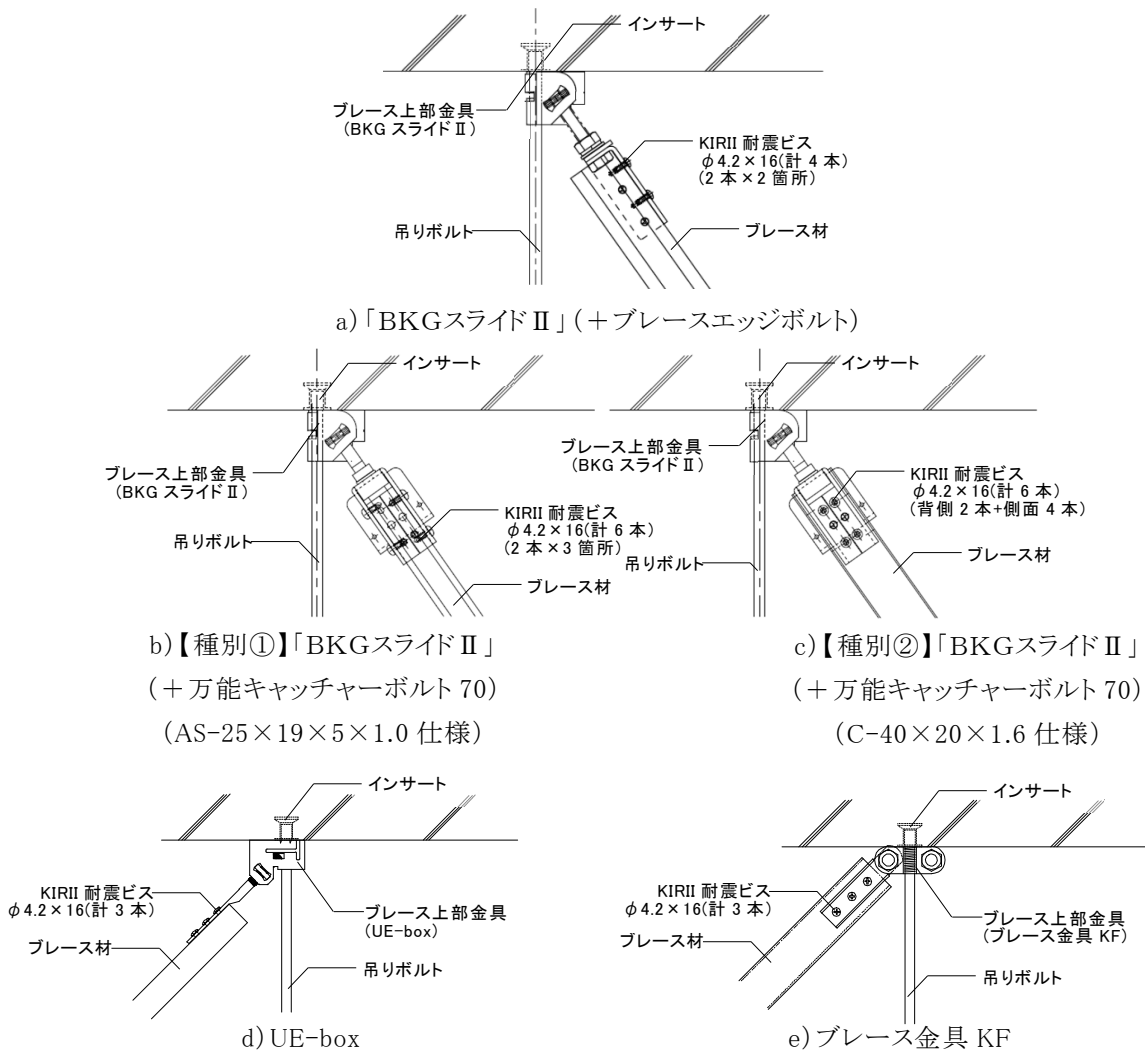 インサート
ブレース上部金具
(BKG スライドⅡ)
KIRII 耐震ビス
φ4.2×16(計 4 本)
(2 本×2 箇所)
吊りボルト
ブレース材
a)「BKGスライドⅡ」(+ブレースエッジボルト)
インサート
ブレース上部金具
(BKG スライドⅡ)
KIRII 耐震ビス
φ4.2×16(計 6 本)
(2 本×3 箇所)
吊りボルト
ブレース材
b)【種別①】「BKGスライドⅡ」
(+万能キャッチャーボルト 70)
(AS-25×19×5×1.0 仕様)
インサート
ブレース上部金具
(BKG スライドⅡ)
KIRII 耐震ビス
φ4.2×16(計 6 本)
(背側 2 本+側面 4 本)
吊りボルト
ブレース材
c)【種別②】「BKGスライドⅡ」
(+万能キャッチャーボルト 70)
(C-40×20×1.6 仕様)
インサート
KIRII 耐震ビス
φ4.2×16(計 3 本)
ブレース上部金具
(UE-box)
ブレース材
吊りボルト
d)UE-box
インサート
KIRII 耐震ビス
φ4.2×16(計 3 本)
ブレース上部金具
(ブレース金具 KF)
ブレース材
吊りボルト
e)ブレース金具 KF